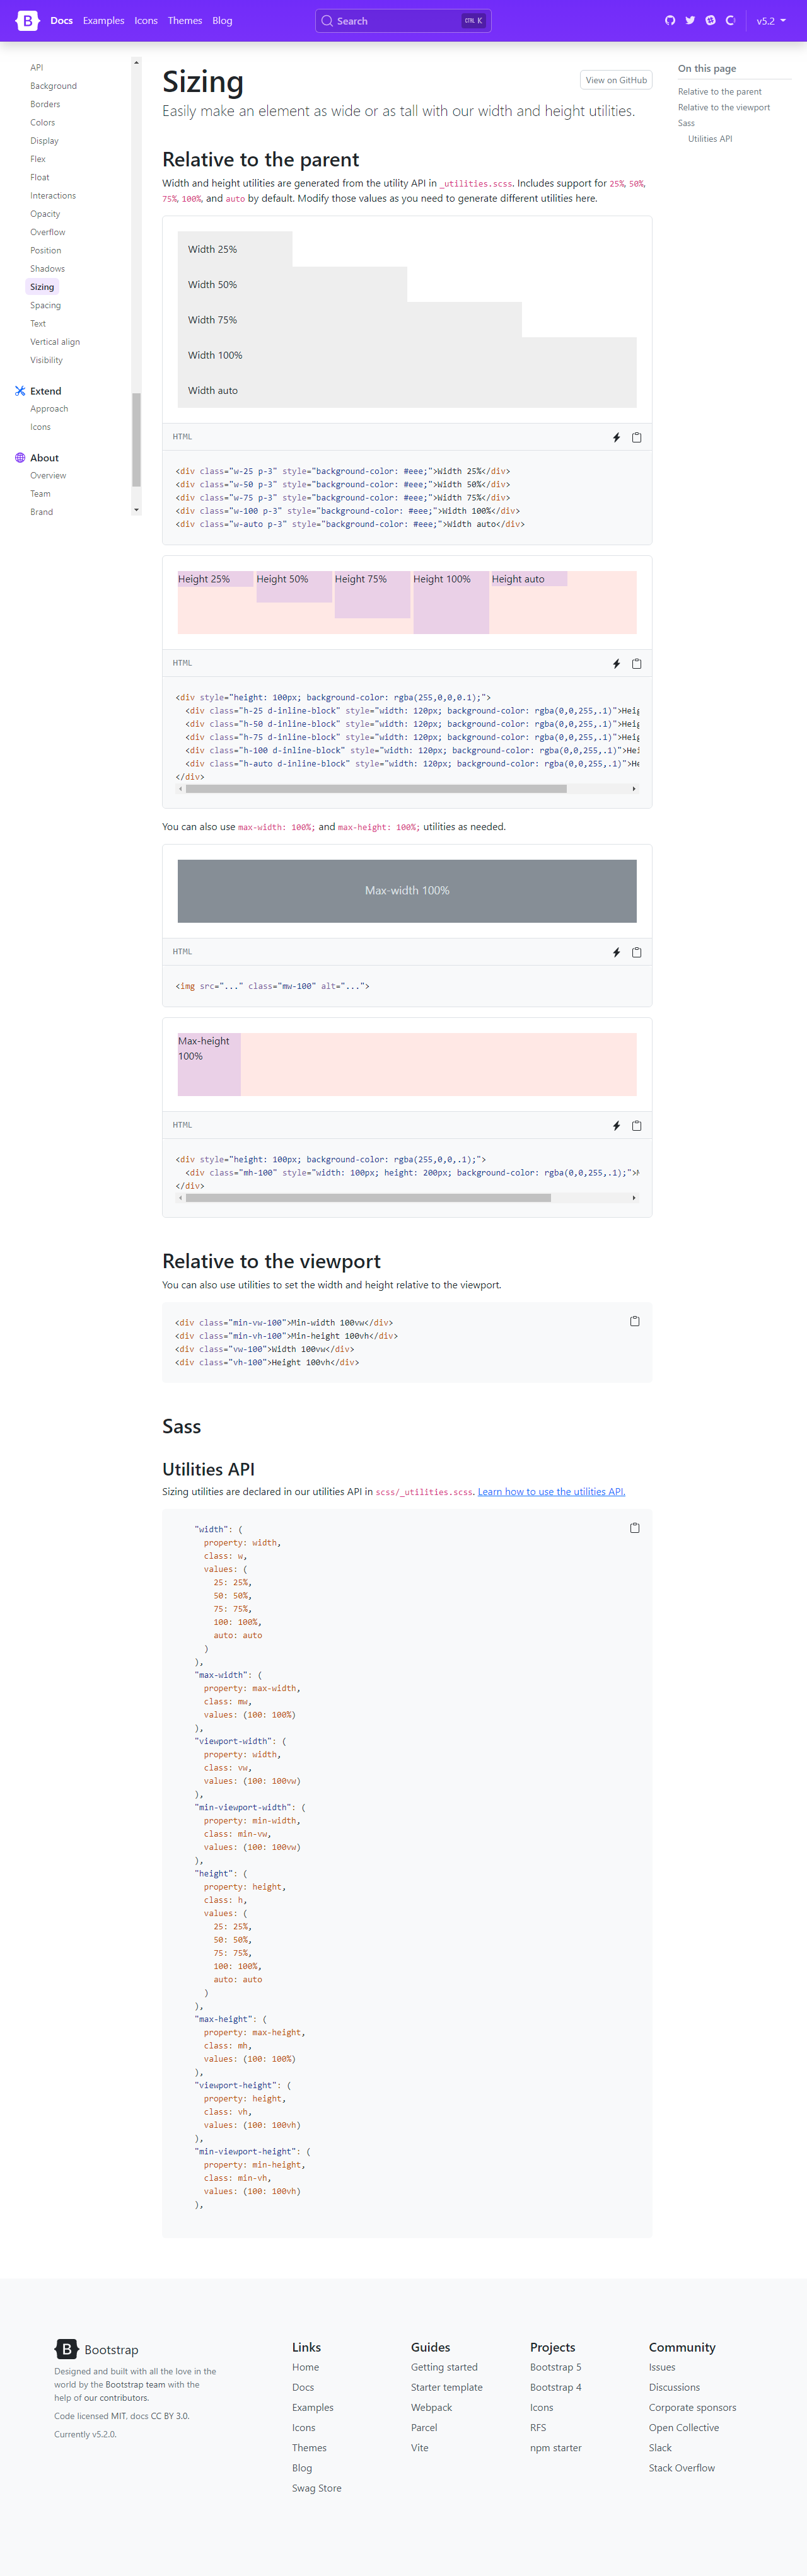 B Docs Examples Icons Themes Blog Search CTRL K v5.2
API
Background
Borders
Colors
Display
Flex
Float
Interactions
Opacity
Overflow
Position
Shadows
Sizing
Spacing
Text
Vertical align
Visibility
Extend
Approach
Icons
About
Overview
Team
Brand
Sizing
View on GitHub
Easily make an element as wide or as tall with our width and height utilities.
On this page
Relative to the parent
Relative to the viewport
Sass
Utilities API
Relative to the parent
Width and height utilities are generated from the utility API in _utilities.scss. Includes support for 25%, 50%,
75%, 100%, and auto by default. Modify those values as you need to generate different utilities here.
Width 25%
Width 50%
Width 75%
Width 100%
Width auto
HTML
<div class="w-25 p-3" style="background-color: #eee;">Width 25%</div>
<div class="w-50 p-3" style="background-color: #eee;">Width 50%</div>
<div class="w-75 p-3" style="background-color: #eee;">Width 75%</div>
<div class="w-100 p-3" style="background-color: #eee;">Width 100%</div>
<div class="w-auto p-3" style="background-color: #eee;">Width auto</div>
Height 25% Height 50% Height 75% Height 100% Height auto
HTML
<div style="height: 100px; background-color: rgba(255,0,0,0.1);">
<div class="h-25 d-inline-block" style="width: 120px; background-color: rgba(0,0,255,.1)">Heig
<div class="h-50 d-inline-block" style="width: 120px; background-color: rgba(0,0,255,.1)">Heig
<div class="h-75 d-inline-block" style="width: 120px; background-color: rgba(0,0,255,.1)">Heig
<div class="h-100 d-inline-block" style="width: 120px; background-color: rgba(0,0,255,.1)">Hei
<div class="h-auto d-inline-block" style="width: 120px; background-color: rgba(0,0,255,.1)">He
</div>
You can also use max-width: 100%; and max-height: 100%; utilities as needed.
Max-width 100%
HTML
<img src="..." class="mw-100" alt="...">
Max-height
100%
HTML
<div style="height: 100px; background-color: rgba(255,0,0,.1);">
<div class="mh-100" style="width: 100px; height: 200px; background-color: rgba(0,0,255,.1);">M
</div>
Relative to the viewport
You can also use utilities to set the width and height relative to the viewport.
<div class="min-vw-100">Min-width 100vw</div>
<div class="min-vh-100">Min-height 100vh</div>
<div class="vw-100">Width 100vw</div>
<div class="vh-100">Height 100vh</div>
Sass
Utilities API
Sizing utilities are declared in our utilities API in scss/_utilities.scss. Learn how to use the utilities API.
"width": (
property: width,
class: w,
values: (
25: 25%,
50: 50%,
75: 75%,
100: 100%,
auto: auto
)
),
"max-width": (
property: max-width,
class: mw,
values: (100: 100%)
),
"viewport-width": (
property: width,
class: vw,
values: (100: 100vw)
),
"min-viewport-width": (
property: min-width,
class: min-vw,
values: (100: 100vw)
),
"height": (
property: height,
class: h,
values: (
25: 25%,
50: 50%,
75: 75%,
100: 100%,
auto: auto
)
),
"max-height": (
property: max-height,
class: mh,
values: (100: 100%)
),
"viewport-height": (
property: height,
class: vh,
values: (100: 100vh)
),
"min-viewport-height": (
property: min-height,
class: min-vh,
values: (100: 100vh)
),
B Bootstrap
Designed and built with all the love in the
world by the Bootstrap team with the
help of our contributors.
Code licensed MIT, docs CC BY 3.0.
Currently v5.2.0.
Links
Home
Docs
Examples
Icons
Themes
Blog
Swag Store
Guides
Getting started
Starter template
Webpack
Parcel
Vite
Projects
Bootstrap 5
Bootstrap 4
Icons
RFS
npm starter
Community
Issues
Discussions
Corporate sponsors
Open Collective
Slack
Stack Overflow